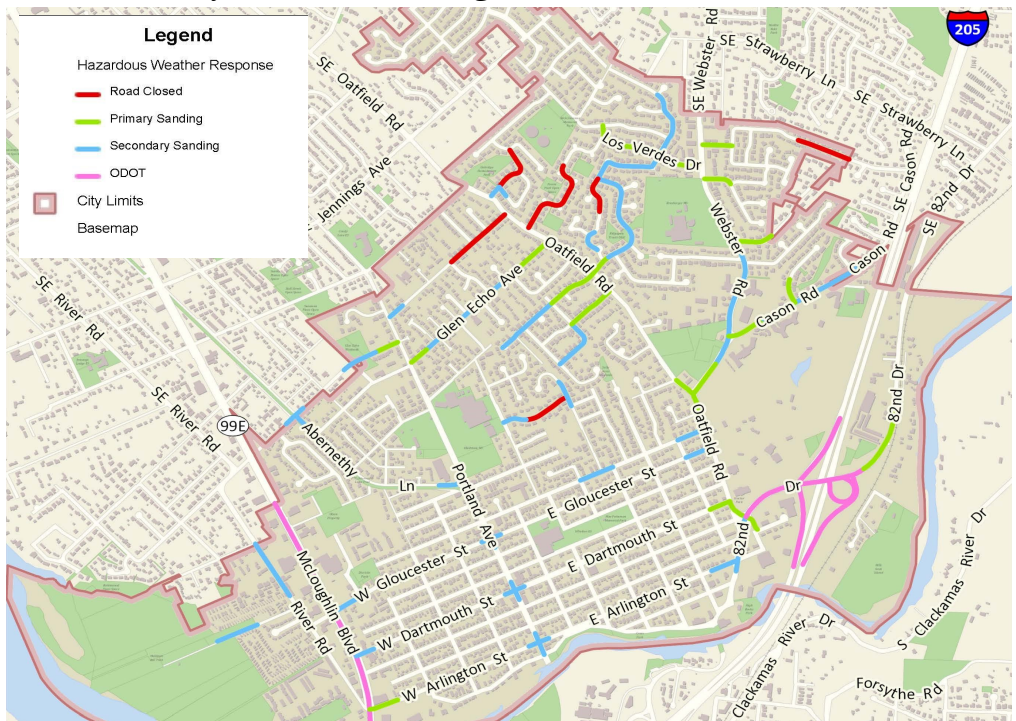 Legend
Hazardous Weather Response
Road Closed
Primary Sanding
Secondary Sanding
ODOT
City Limits
Basemap
205
SE Webster Rd
SE Strawberry Ln
SE Strawberry Ln
SE Oatfield Rd
SE Cason Rd
SE 82nd Dr
Jennings Ave
Los Verdes Dr
Webster Rd
Oatfield Rd
Cason Rd
Glen Echo Ave
Cason Rd
SE River Rd
82nd Dr
SE River Rd
99E
Abernethy Ln
Oatfield Rd
Portland Ave
E Gloucester St
82nd Dr
E Dartmouth St
W Gloucester St
McLoughlin Blvd
River Rd
W Dartmouth St
E Arlington St
W Arlington St
Clackamas River Dr
S Clackamas River Dr
Forsythe Rd